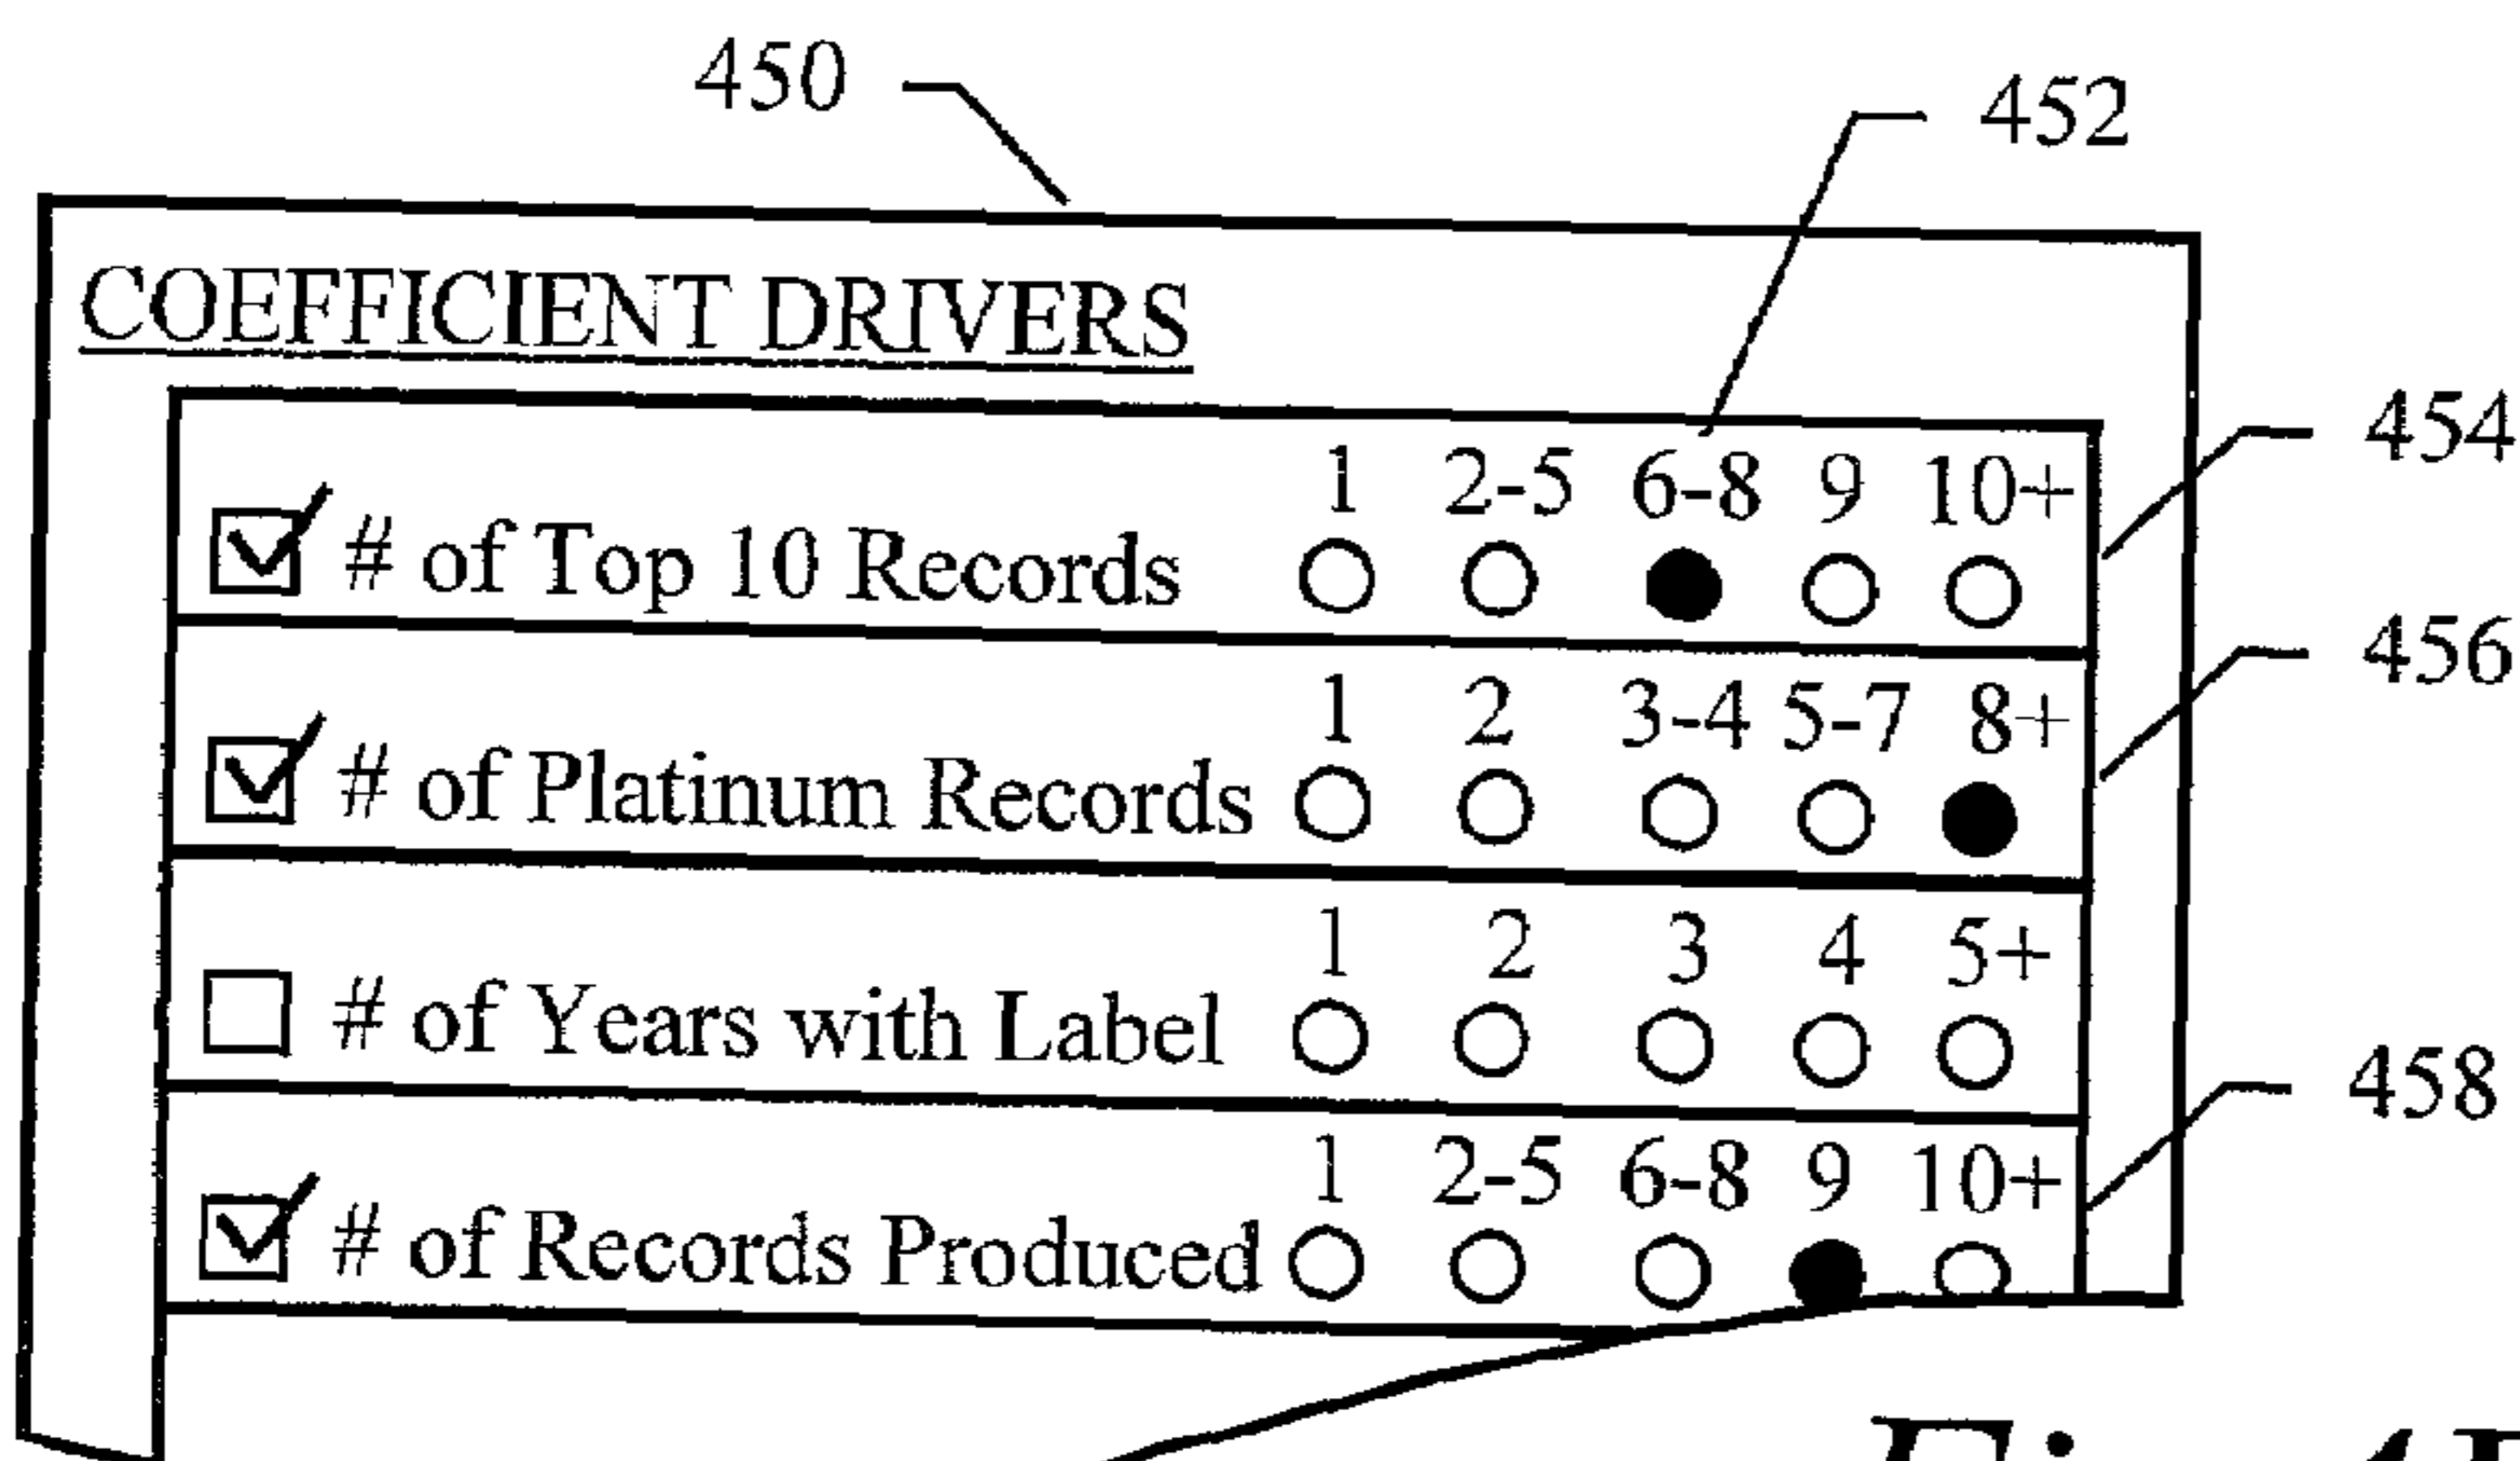 450
452
COEFFICIENT DRIVERS
454
1 2-5 6-8 9 10+
# of Top 10 Records
456
1 2 3-4 5-7 8+
# of Platinum Records
1 2 3 4 5+
# of Years with Label
458
1 2-5 6-8 9 10+
# of Records Produced